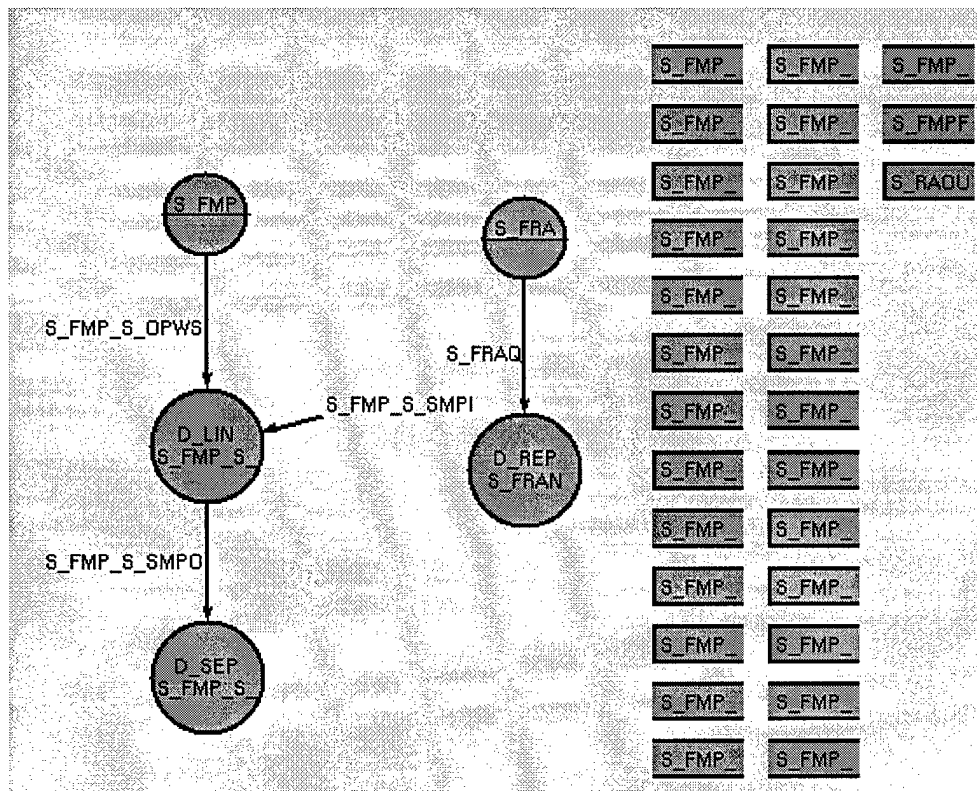 S_FMP_ S_FMP_ S_FMP_
S_FMP_ S_FMP_ S_FMPF
S_FMP_ S_FMP_ S_RAOU
S_FMP_ S_FMP_
S_FMP_ S_FMP_
S_FMP_ S_FMP_
S_FMP_ S_FMP_
S_FMP_ S_FMP_
S_FMP_ S_FMP_
S_FMP_ S_FMP_
S_FMP_ S_FMP_
S_FMP_ S_FMP_
S_FMP_ S_FMP_
S_FMP
S_FMP_S_OPWS
D_LIN
S_FMP_S_
S_FMP_S_SMPI
S_FMP_S_SMPO
D_SEP
S_FMP_S_
S_FRA
S_FRAQ
D_REP
S_FRAN